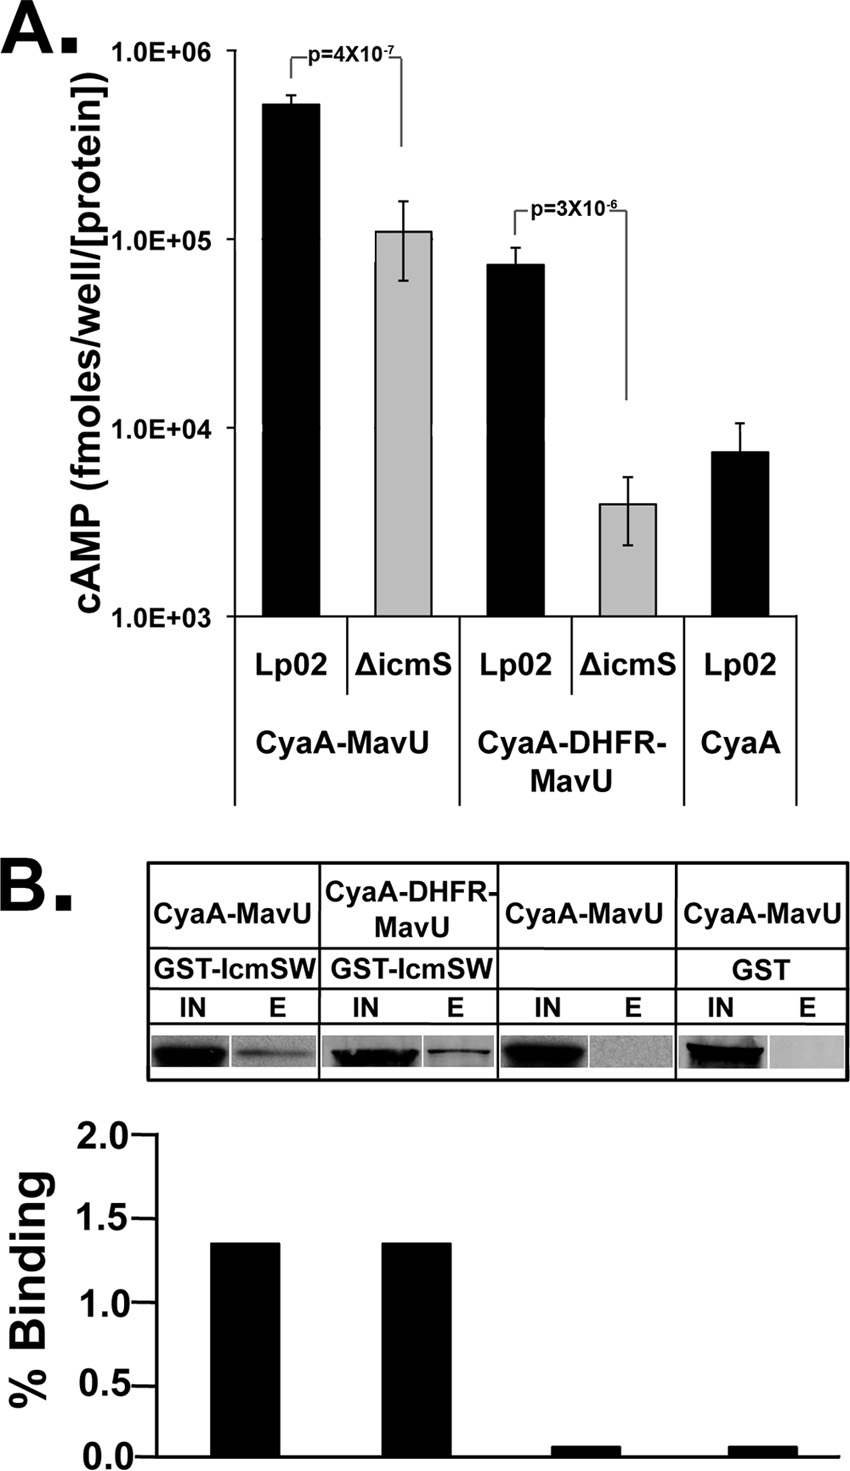 A.
cAMP (fmoles/well/[protein])
1.0E+06
1.0E+05
1.0E+04
1.0E+03
p=4X10⁻⁷
p=3X10⁻⁶
Lp02 ΔicmS Lp02 ΔicmS Lp02
CyaA-MavU CyaA-DHFR- CyaA
MavU
B.
CyaA-MavU CyaA-DHFR- CyaA-MavU CyaA-MavU
MavU
GST-IcmSW GST-IcmSW GST
IN E IN E IN E IN E
% Binding
2.0
1.5
1.0
0.5
0.0